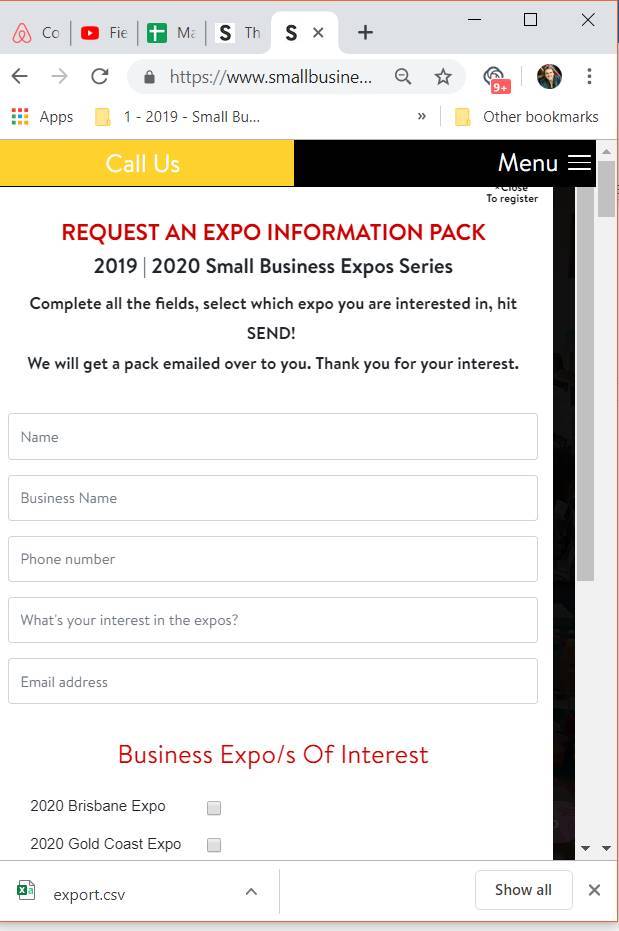 Co
Fie
Ma
S Th
S
https://www.smallbusine...
9+
Apps
1 - 2019 - Small Bu...
»
Other bookmarks
Call Us
Menu
×Close
To register
REQUEST AN EXPO INFORMATION PACK
2019 | 2020 Small Business Expos Series
Complete all the fields, select which expo you are interested in, hit
SEND!
We will get a pack emailed over to you. Thank you for your interest.
Name
Business Name
Phone number
What's your interest in the expos?
Email address
Business Expo/s Of Interest
2020 Brisbane Expo
2020 Gold Coast Expo
export.csv
Show all